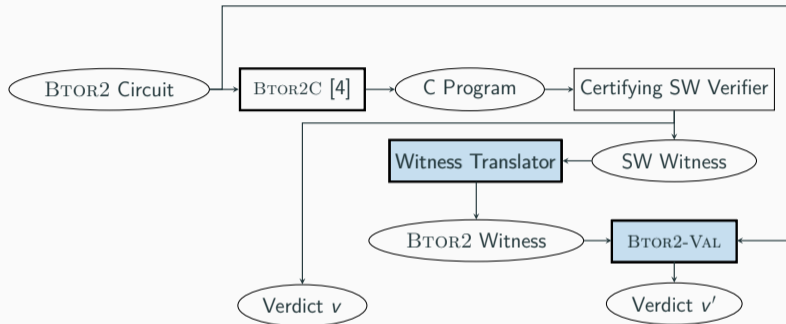 Btor2 Circuit
Btor2C [4]
C Program
Certifying SW Verifier
Witness Translator
SW Witness
Btor2 Witness
Btor2-Val
Verdict v
Verdict v′